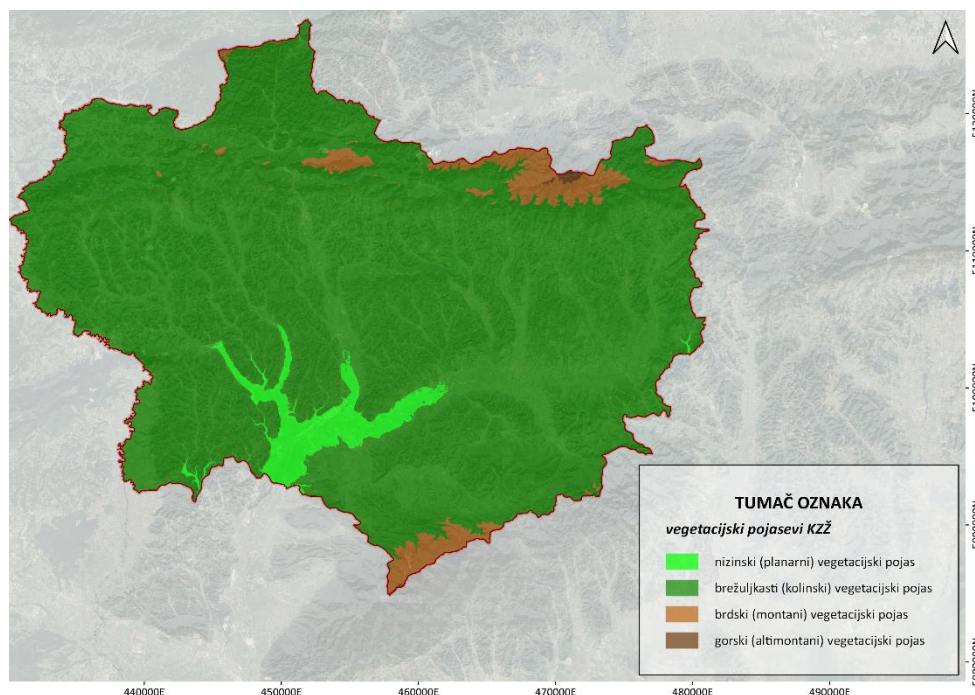 TUMAČ OZNAKA
vegetacijski pojasevi KZŽ
nizinski (planarni) vegetacijski pojas
brežuljkasti (kolinski) vegetacijski pojas
brdski (montani) vegetacijski pojas
gorski (altimontani) vegetacijski pojas
440000E
450000E
460000E
470000E
480000E
490000E